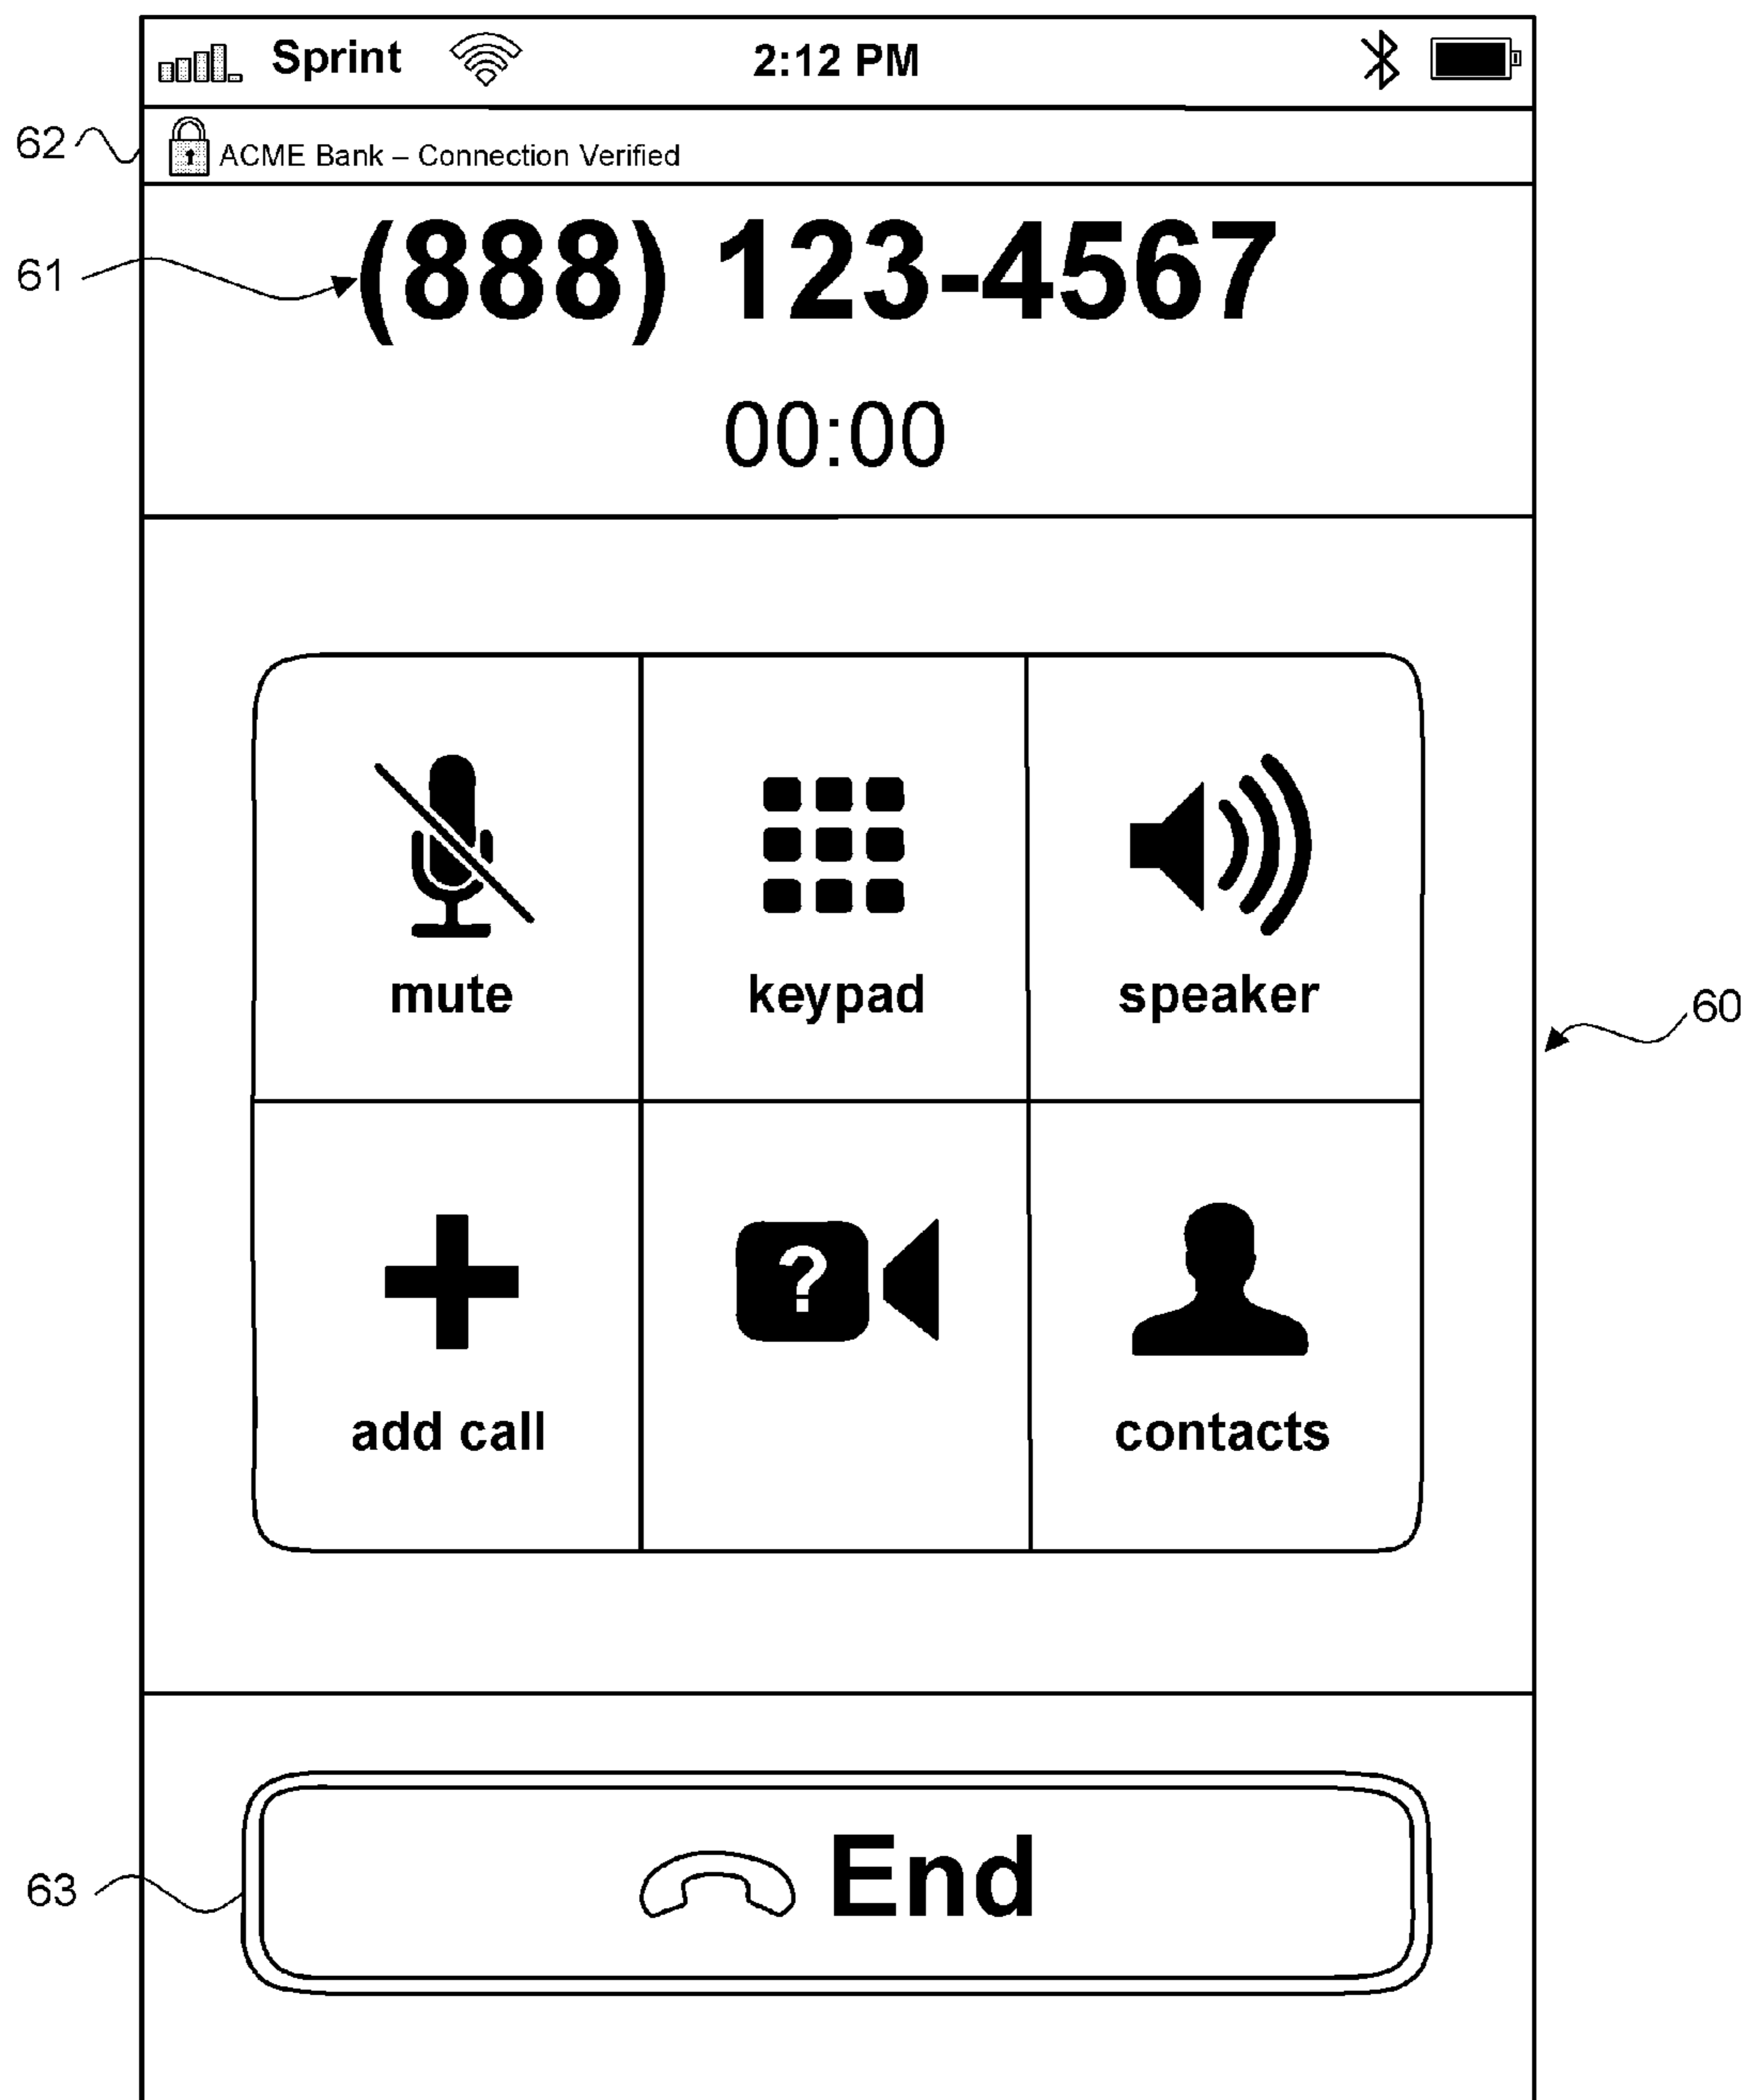 Sprint 2:12 PM
62 ACME Bank – Connection Verified
61 (888) 123-4567
00:00
mute keypad speaker
60
?
add call contacts
63 End